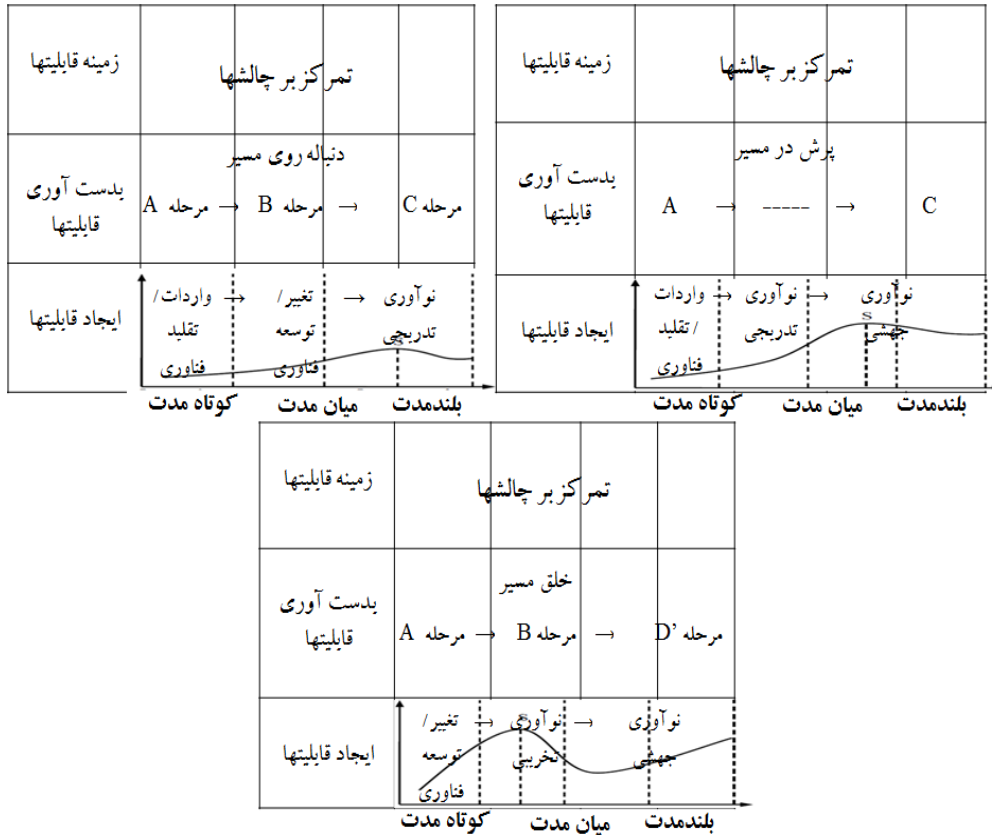 زمینه قابلیتها
تمرکز بر چالشها
بدست آوری
قابلیتها
دنباله روی مسیر
مرحله A → مرحله B → مرحله C
ایجاد قابلیتها
واردات/ → تغییر/ → نوآوری
تقلید توسعه تدریجی
فناوری فناوری
S
کوتاه مدت میان مدت بلندمدت
زمینه قابلیتها
تمرکز بر چالشها
بدست آوری
قابلیتها
پرش در مسیر
A → ----- → C
ایجاد قابلیتها
واردات → نوآوری → نوآوری
/ تقلید تدریجی جهشی
فناوری
S
کوتاه مدت میان مدت بلندمدت
زمینه قابلیتها
تمرکز بر چالشها
بدست آوری
قابلیتها
خلق مسیر
مرحله A → مرحله B → مرحله D’
ایجاد قابلیتها
تغییر/ → نوآوری → نوآوری
توسعه تخریبی جهشی
فناوری
S
کوتاه مدت میان مدت بلندمدت